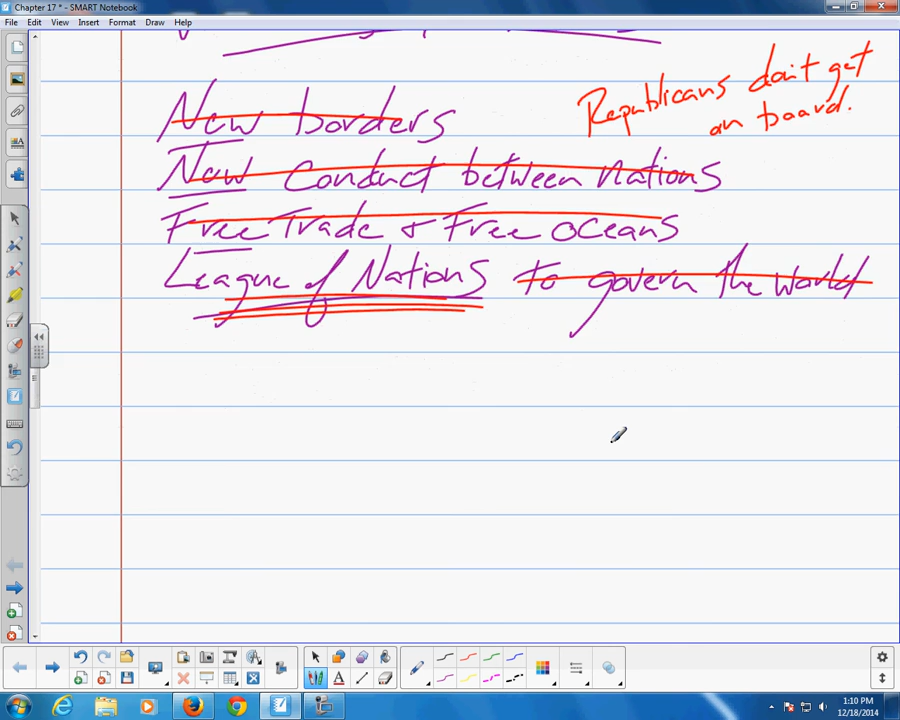 Chapter 17 * - SMART Notebook
File Edit View Insert Format Draw Help
Republicans don't get
on board.
New borders
New Conduct between Nations
Free Trade & Free Oceans
League of Nations to govern the World
1:10 PM
12/18/2014